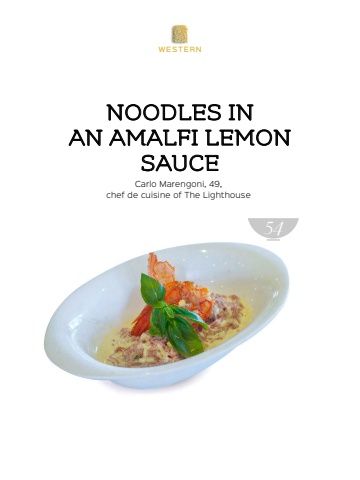 WESTERN
NOODLES IN
AN AMALFI LEMON
SAUCE
Carlo Marengoni, 49,
chef de cuisine of The Lighthouse
54